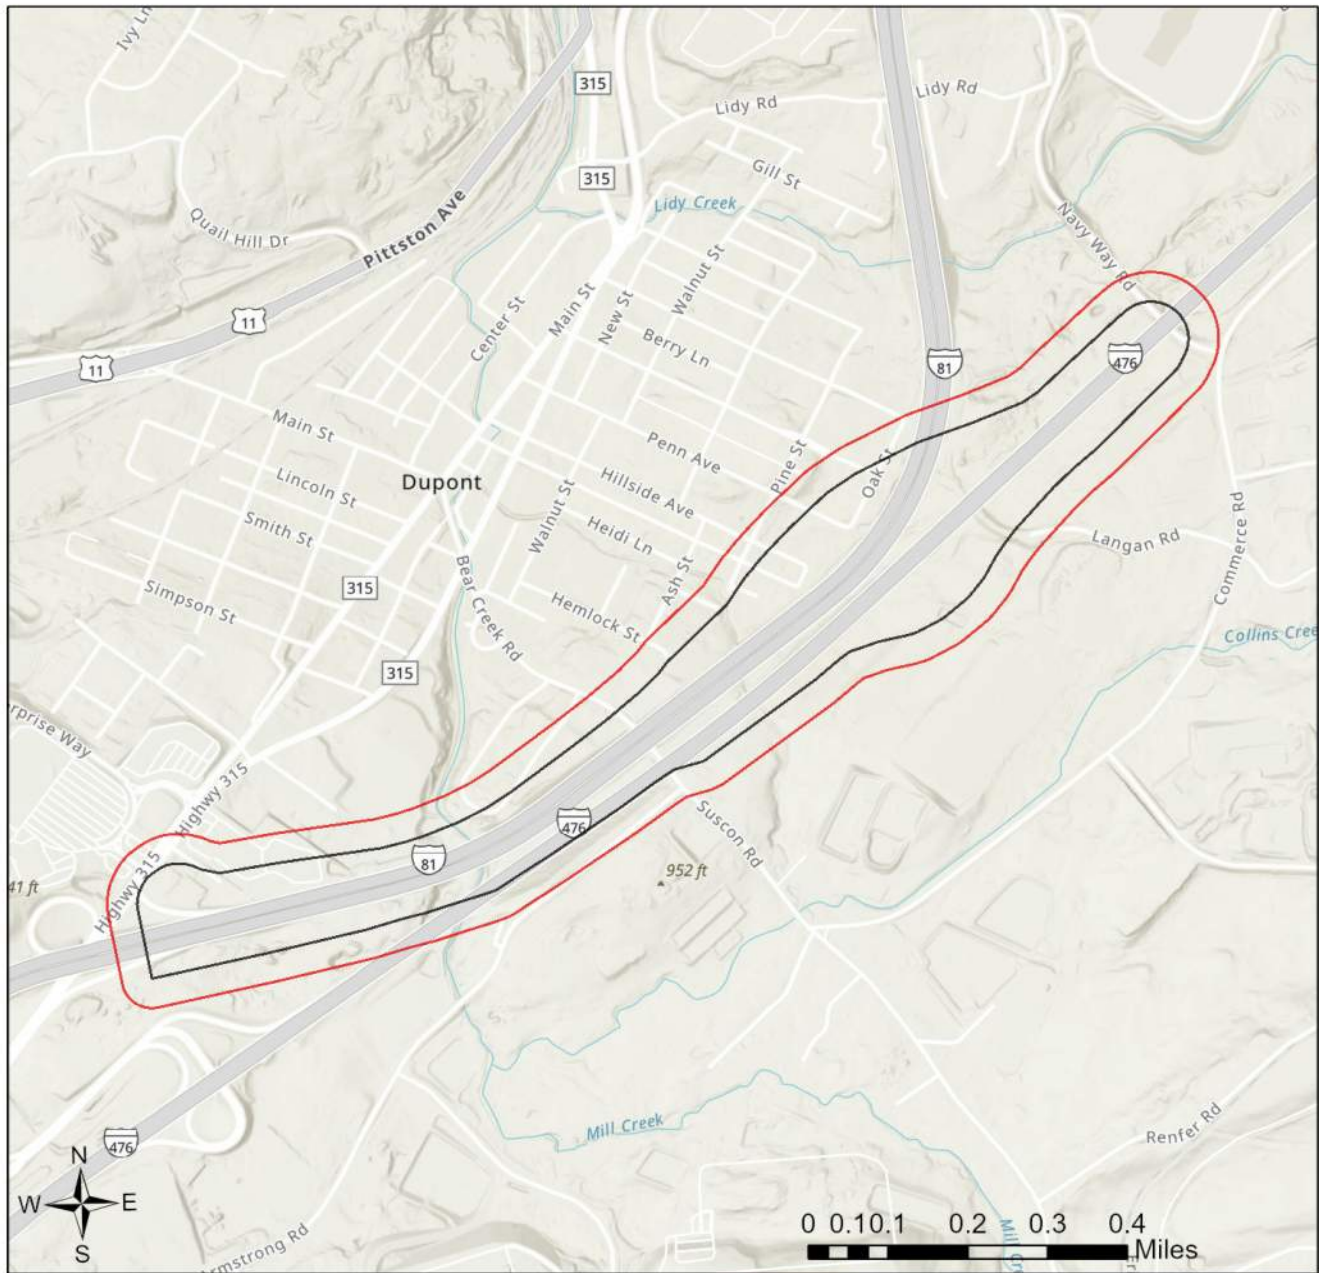 Ivy Ln
315
Lidy Rd
Lidy Rd
315
Gill St
Lidy Creek
Quail Hill Dr
Pittston Ave
Navy Way Rd
Walnut St
11
Center St
Main St
New St
Berry Ln
11
81
476
Main St
Penn Ave
Pine St
Oak St
Dupont
Lincoln St
Hillside Ave
Walnut St
Smith St
Heidi Ln
Langan Rd
Commerce Rd
315
Bear Creek Rd
Ash St
Simpson St
Hemlock St
Collins Cree
315
rprise Way
Highwy 315
476
Suscon Rd
81
952 ft
41 ft
Highwy 315
Mill Creek
Renfer Rd
476
N
W
E
S
Armstrong Rd
Mill Cre
0 0.10.1 0.2 0.3 0.4
Miles